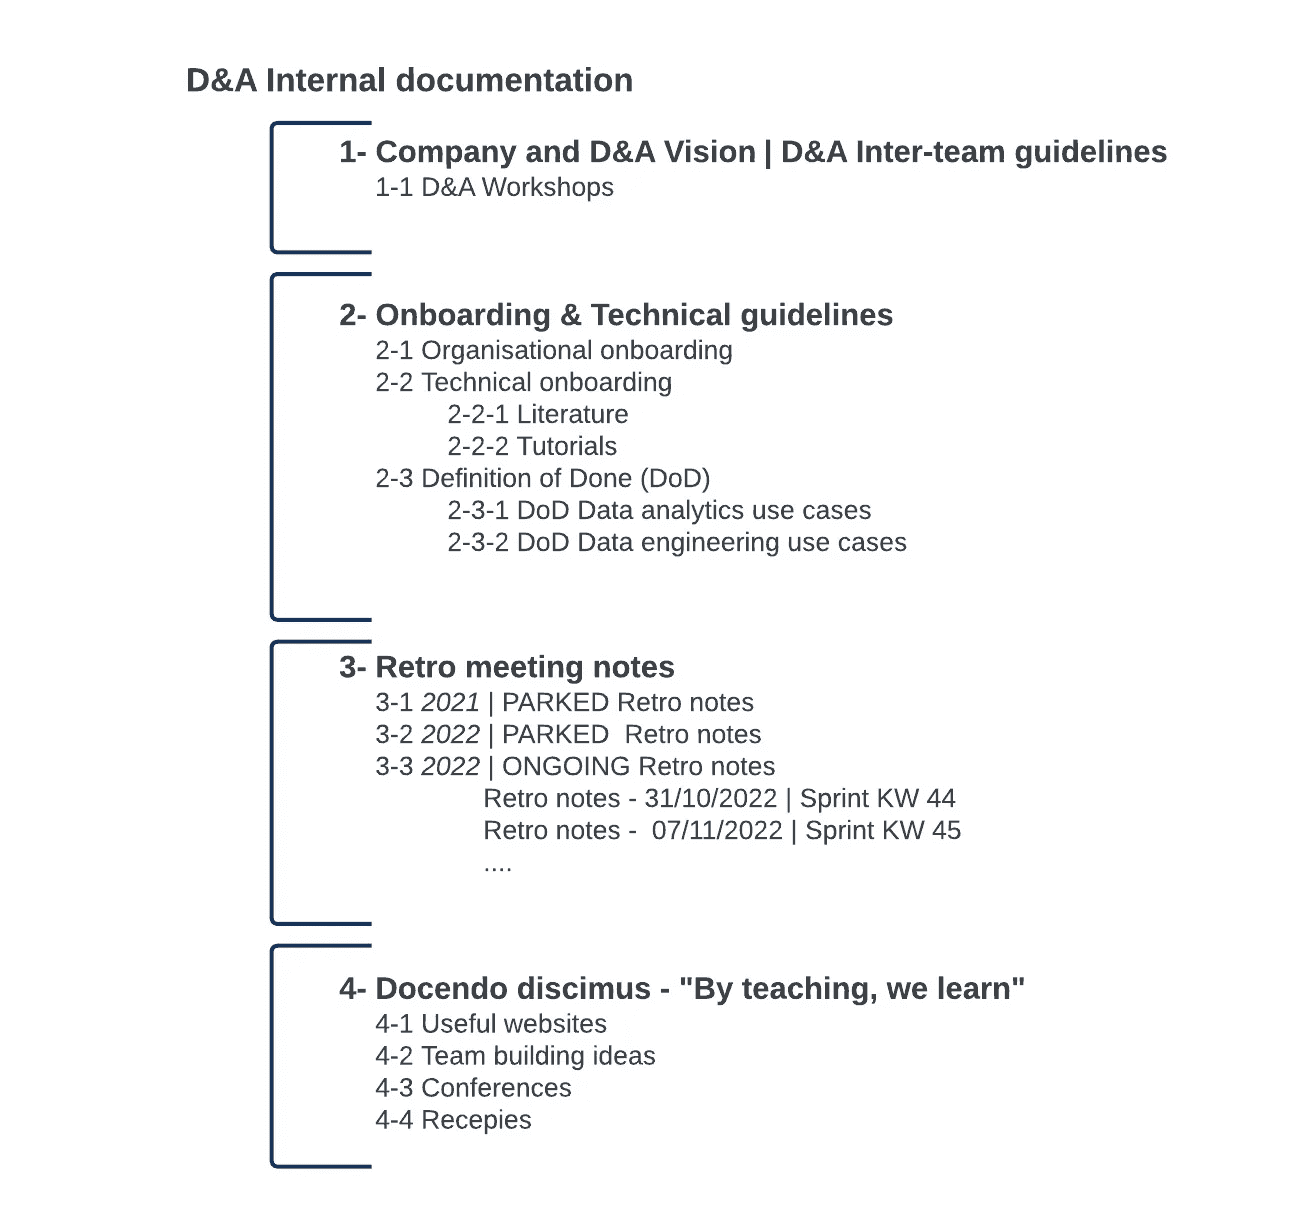 D&A Internal documentation
1- Company and D&A Vision | D&A Inter-team guidelines
1-1 D&A Workshops
2- Onboarding & Technical guidelines
2-1 Organisational onboarding
2-2 Technical onboarding
2-2-1 Literature
2-2-2 Tutorials
2-3 Definition of Done (DoD)
2-3-1 DoD Data analytics use cases
2-3-2 DoD Data engineering use cases
3- Retro meeting notes
3-1 2021 | PARKED Retro notes
3-2 2022 | PARKED  Retro notes
3-3 2022 | ONGOING Retro notes
Retro notes - 31/10/2022 | Sprint KW 44
Retro notes -  07/11/2022 | Sprint KW 45
....
4- Docendo discimus - "By teaching, we learn"
4-1 Useful websites
4-2 Team building ideas
4-3 Conferences
4-4 Recepies